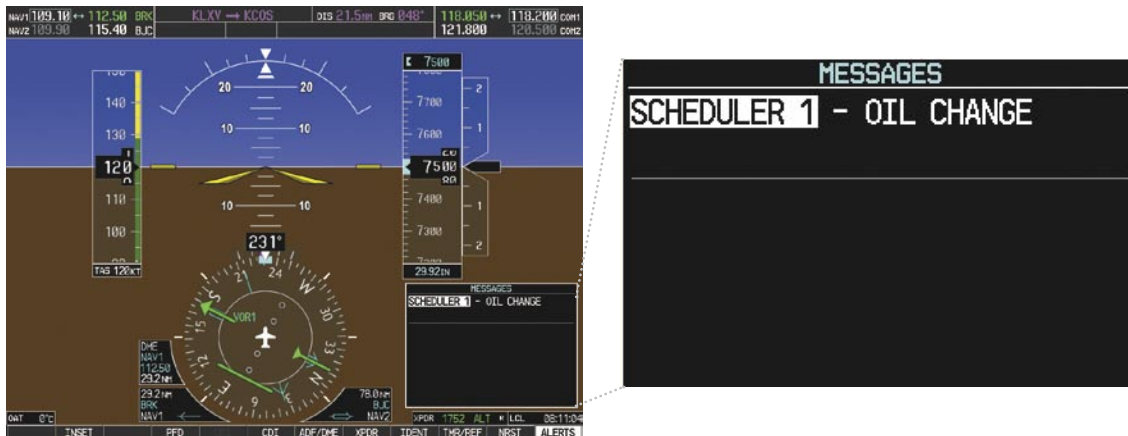 NAV1 109.10 ↔ 112.50 BRK
NAV2 109.90 115.40 BJC
KLXV → KCOS
DIS 21.5NM BRG 048°
118.050 ↔ 118.200 COM1
121.800 120.500 COM2
20 20
10 10
10 10
140
130
120
110
100
TAS 120KT
7500
7700
7600
7500
7400
7300
29.92IN
2
1
1
2
231°
21 24 W 30 33 N 3 6 9 E 12 15 S
VOR1
DME
NAV1
112.50
29.2NM
29.2NM
BRK
NAV1
78.0NM
BJC
NAV2
MESSAGES
SCHEDULER 1 - OIL CHANGE
OAT 0°C
XPDR 1752 ALT R LCL 08:11:04
INSET PFD CDI ADF/DME XPDR IDENT TMR/REF NRST ALERTS
MESSAGES
SCHEDULER 1 - OIL CHANGE